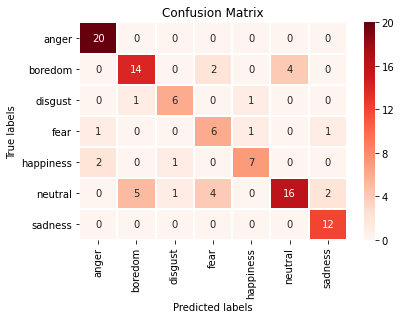 Confusion Matrix
True labels
anger 20 0 0 0 0 0 0
boredom 0 14 0 2 0 4 0
disgust 0 1 6 0 1 0 0
fear 1 0 0 6 1 0 1
happiness 2 0 1 0 7 0 0
neutral 0 5 1 4 0 16 2
sadness 0 0 0 0 0 0 12
anger boredom disgust fear happiness neutral sadness
Predicted labels
20
16
12
8
4
0